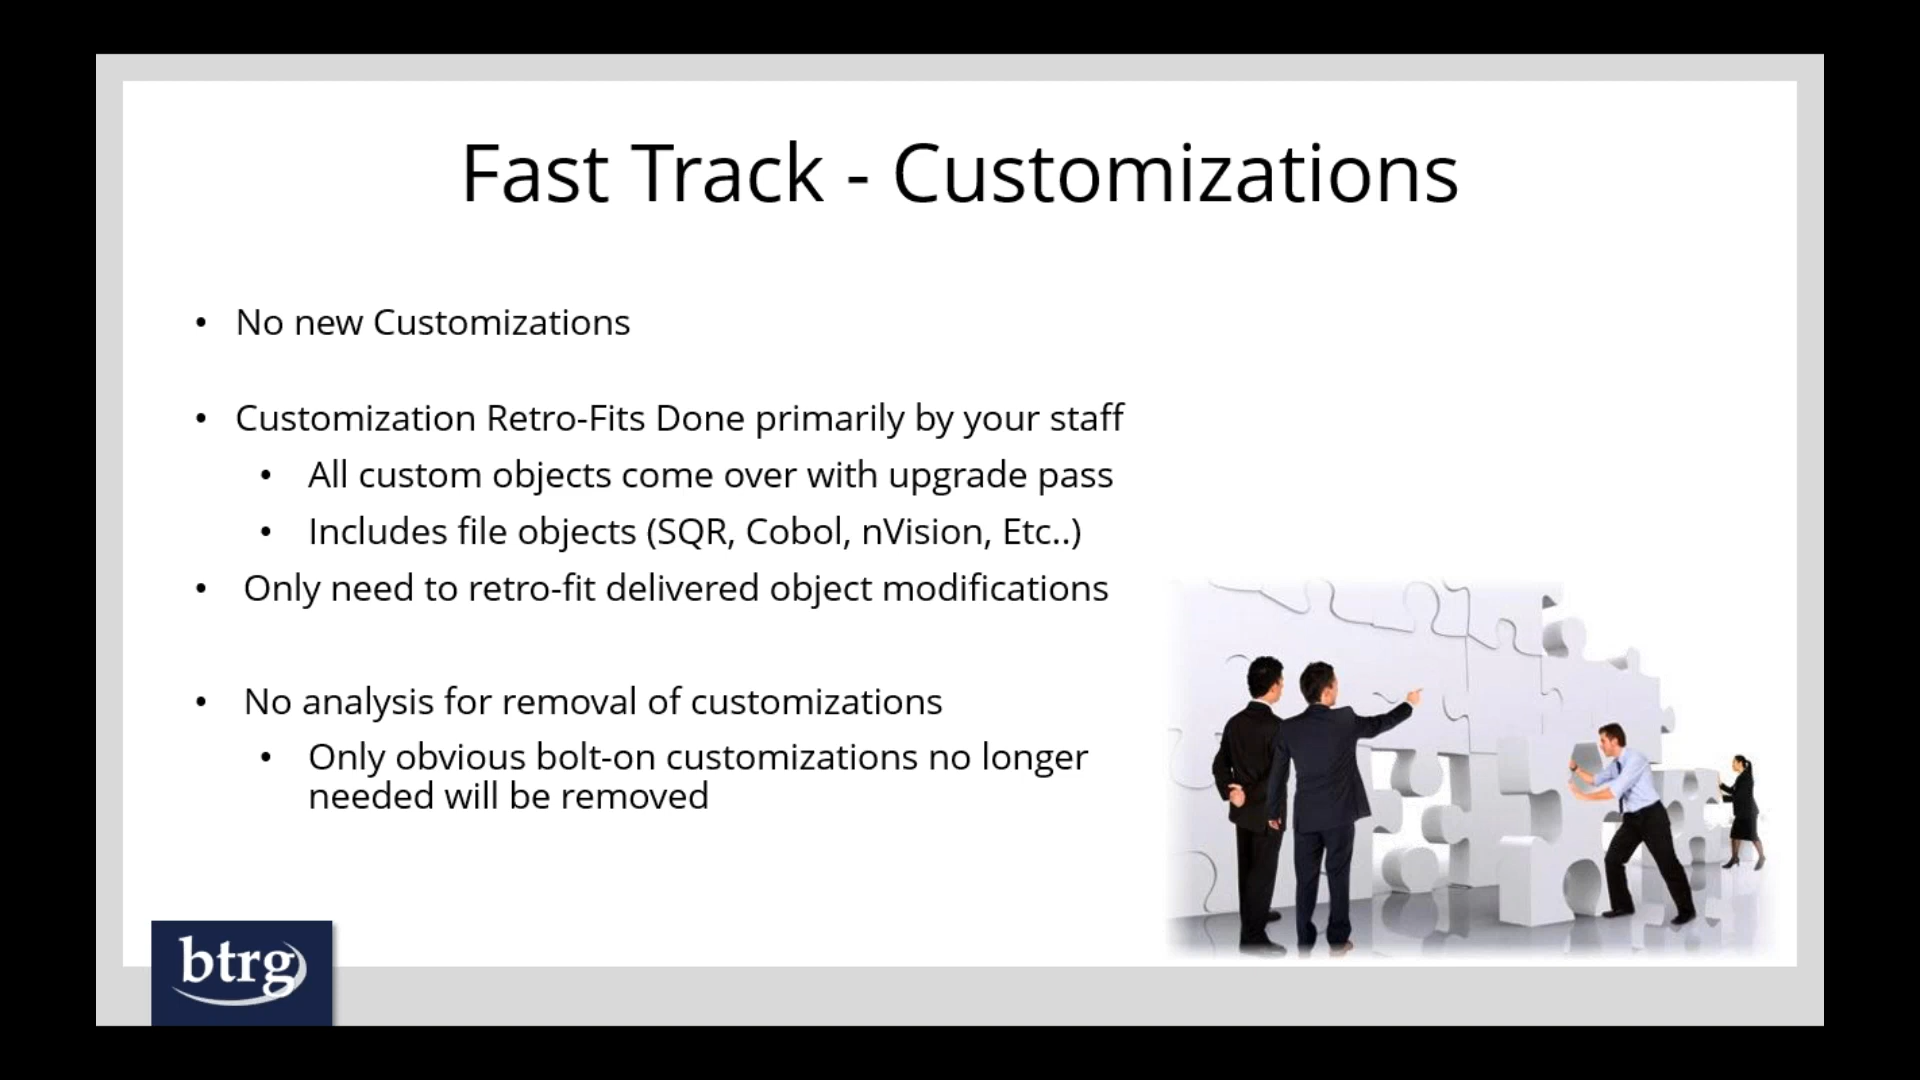 Fast Track - Customizations
• No new Customizations
• Customization Retro-Fits Done primarily by your staff
• All custom objects come over with upgrade pass
• Includes file objects (SQR, Cobol, nVision, Etc..)
• Only need to retro-fit delivered object modifications
• No analysis for removal of customizations
• Only obvious bolt-on customizations no longer
needed will be removed
btrg